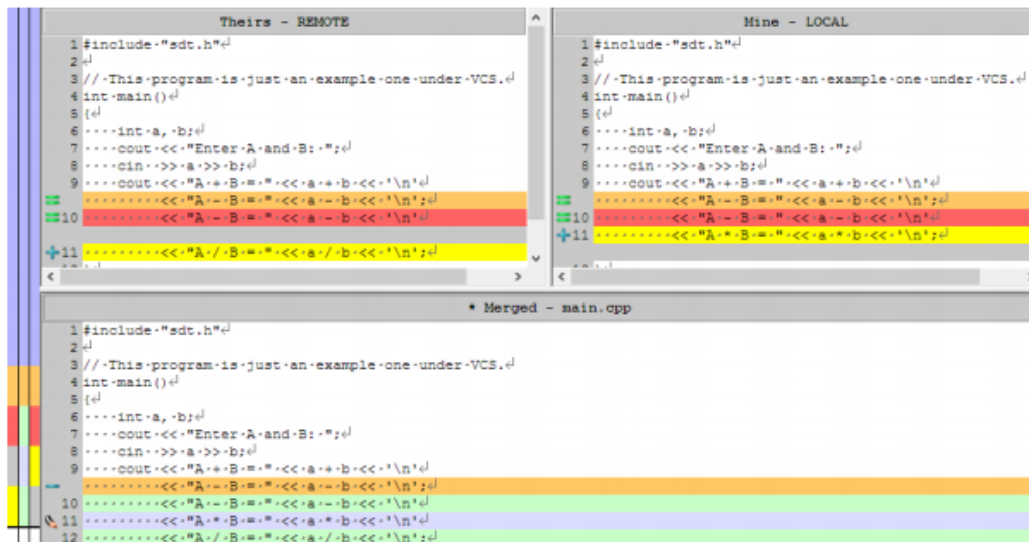 Theirs - REMOTE
1 #include·"sdt.h"↵
2 ↵
3 //·This·program·is·just·an·example·one·under·VCS.↵
4 int·main()↵
5 {↵
6 ····int·a,·b;↵
7 ····cout·<<·"Enter·A·and·B:·";↵
8 ····cin··>>·a·>>·b;↵
9 ····cout·<<·"A·+·B·=·"·<<·a·+·b·<<·'\n'↵
·········<<·"A·-·B·=·"·<<·a·-·b·<<·'\n';↵
10 ·········<<·"A·-·B·=·"·<<·a·-·b·<<·'\n'↵
11 ·········<<·"A·/·B·=·"·<<·a·/·b·<<·'\n';↵
Mine - LOCAL
1 #include·"sdt.h"↵
2 ↵
3 //·This·program·is·just·an·example·one·under·VCS.↵
4 int·main()↵
5 {↵
6 ····int·a,·b;↵
7 ····cout·<<·"Enter·A·and·B:·";↵
8 ····cin··>>·a·>>·b;↵
9 ····cout·<<·"A·+·B·=·"·<<·a·+·b·<<·'\n'↵
·········<<·"A·-·B·=·"·<<·a·-·b·<<·'\n';↵
10 ·········<<·"A·-·B·=·"·<<·a·-·b·<<·'\n'↵
11 ·········<<·"A·*·B·=·"·<<·a·*·b·<<·'\n';↵
* Merged - main.cpp
1 #include·"sdt.h"↵
2 ↵
3 //·This·program·is·just·an·example·one·under·VCS.↵
4 int·main()↵
5 {↵
6 ····int·a,·b;↵
7 ····cout·<<·"Enter·A·and·B:·";↵
8 ····cin··>>·a·>>·b;↵
9 ····cout·<<·"A·+·B·=·"·<<·a·+·b·<<·'\n'↵
·········<<·"A·-·B·=·"·<<·a·-·b·<<·'\n';↵
10 ·········<<·"A·-·B·=·"·<<·a·-·b·<<·'\n'↵
11 ·········<<·"A·*·B·=·"·<<·a·*·b·<<·'\n'↵
12 ·········<<·"A·/·B·=·"·<<·a·/·b·<<·'\n';↵